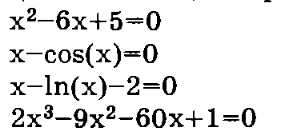 x²–6x+5=0
x–cos(x)=0
x–ln(x)–2=0
2x³–9x²–60x+1=0